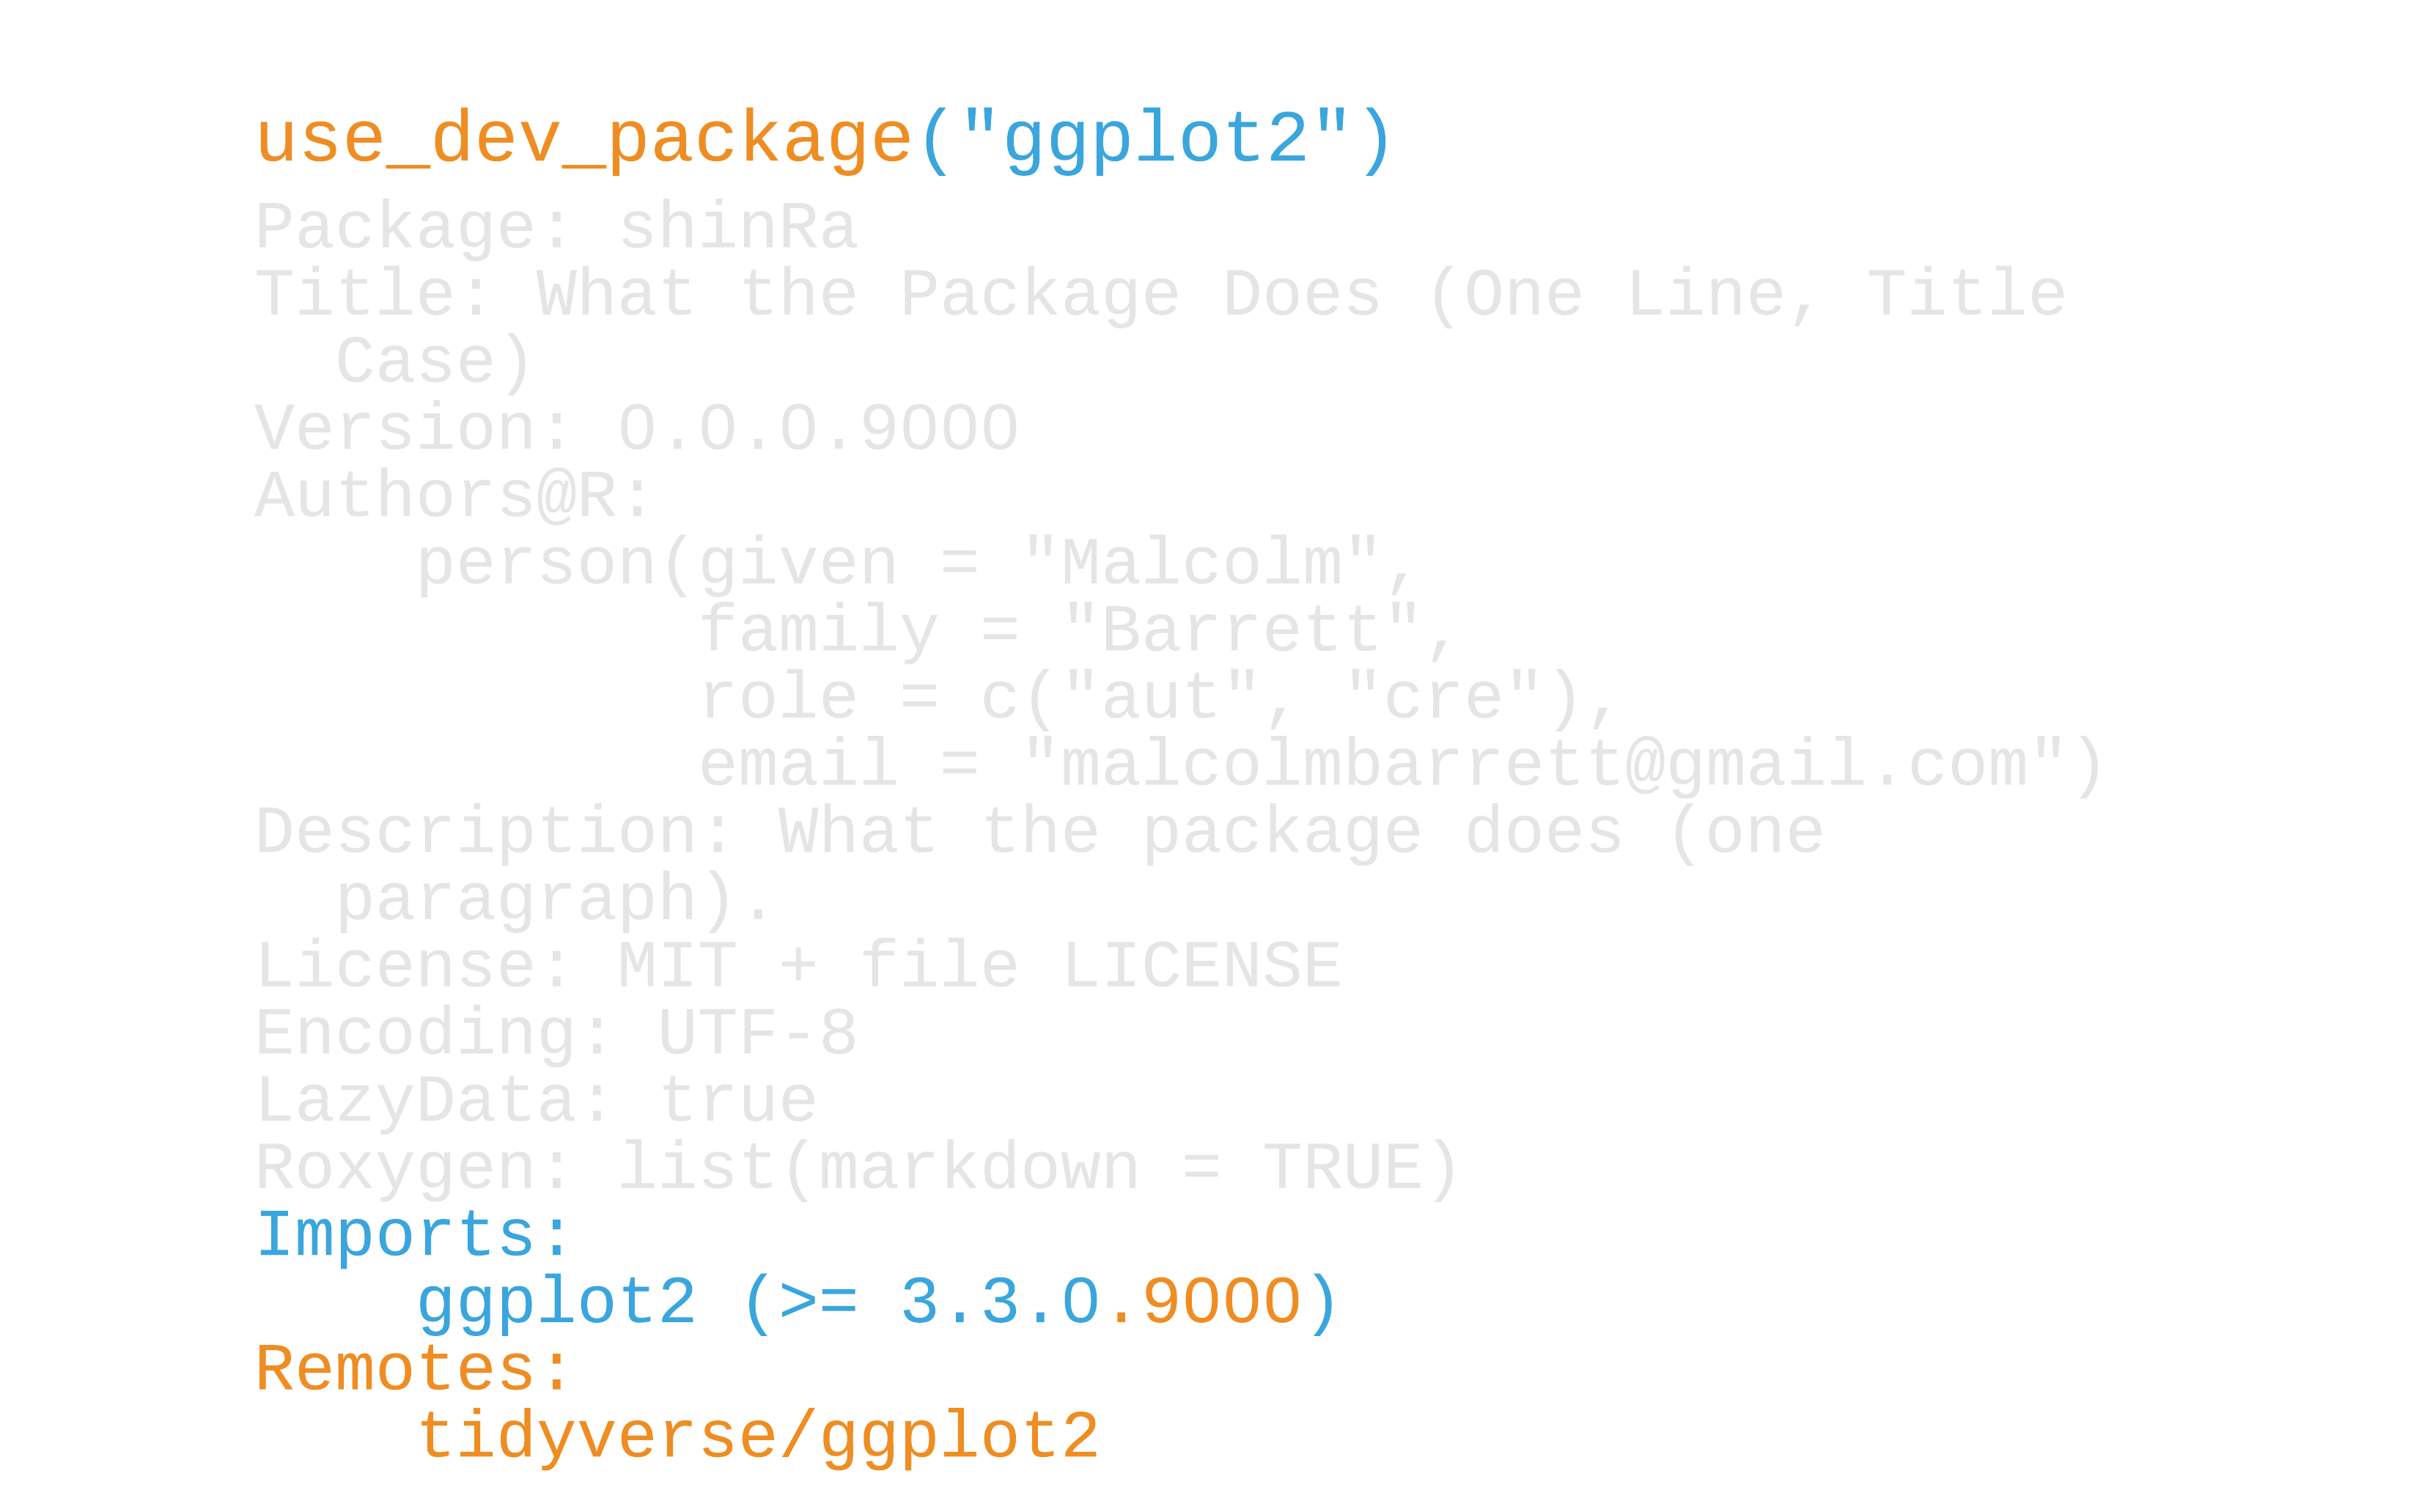 use_dev_package("ggplot2")
Package: shinRa
Title: What the Package Does (One Line, Title
  Case)
Version: 0.0.0.9000
Authors@R:
    person(given = "Malcolm",
           family = "Barrett",
           role = c("aut", "cre"),
           email = "malcolmbarrett@gmail.com")
Description: What the package does (one
  paragraph).
License: MIT + file LICENSE
Encoding: UTF-8
LazyData: true
Roxygen: list(markdown = TRUE)
Imports:
    ggplot2 (>= 3.3.0.9000)
Remotes:
    tidyverse/ggplot2